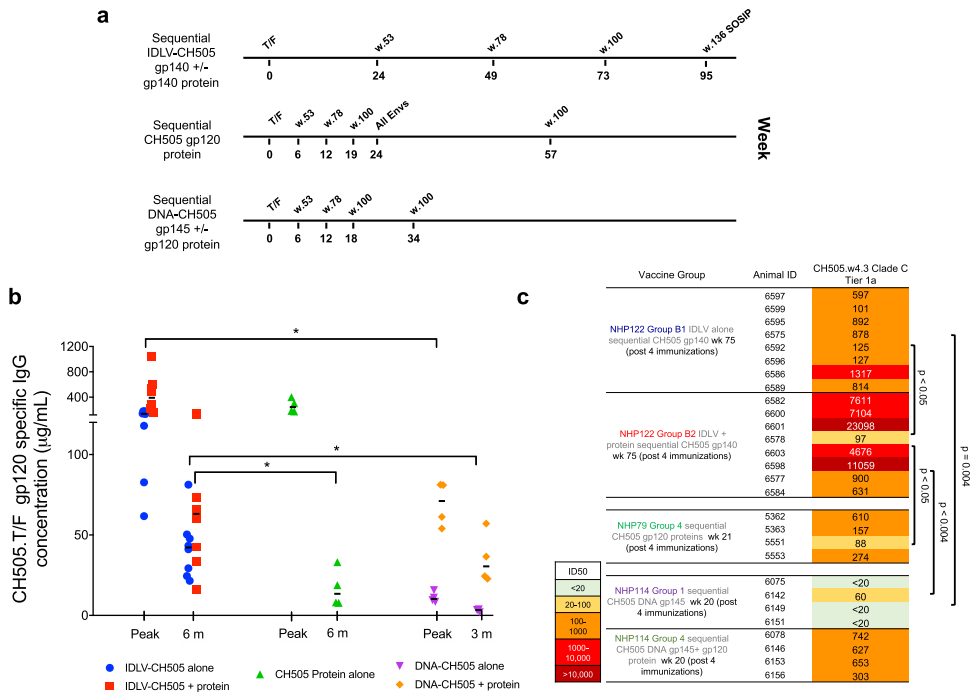 a
Sequential
IDLV-CH505
gp140 +/-
gp140 protein
T/F
w.53
w.78
w.100
w.136 SOSIP
0
24
49
73
95
Sequential
CH505 gp120
protein
T/F
w.53
w.78
w.100
All Envs
w.100
0
6
12
19
24
57
Week
Sequential
DNA-CH505
gp145 +/-
gp120 protein
T/F
w.53
w.78
w.100
w.100
0
6
12
18
34
b
CH505.T/F gp120 specific IgG
concentration (µg/mL)
1200
800
400
100
50
0
*
*
*
Peak
6 m
Peak
6 m
Peak
3 m
IDLV-CH505 alone
IDLV-CH505 + protein
CH505 Protein alone
DNA-CH505 alone
DNA-CH505 + protein
c
Vaccine Group
Animal ID
CH505.w4.3 Clade C
Tier 1a
NHP122 Group B1 IDLV alone
sequential CH505 gp140 wk 75
(post 4 immunizations)
6597 597
6599 101
6595 892
6575 878
6592 125
6596 127
6586 1317
6589 814
NHP122 Group B2 IDLV +
protein sequential CH505 gp140
wk 75 (post 4 immunizations)
6582 7611
6600 7104
6601 23098
6578 97
6603 4676
6598 11059
6577 900
6584 631
NHP79 Group 4 sequential
CH505 gp120 proteins wk 21
(post 4 immunizations)
5362 610
5363 157
5551 88
5553 274
NHP114 Group 1 sequential
CH505 DNA gp145 wk 20 (post
4 immunizations)
6075 <20
6142 60
6149 <20
6151 <20
NHP114 Group 4 sequential
CH505 DNA gp145+ gp120
protein wk 20 (post 4
immunizations)
6078 742
6146 627
6153 653
6156 303
p < 0.05
p < 0.05
p < 0.004
p = 0.004
ID50
<20
20-100
100-
1000
1000-
10,000
>10,000